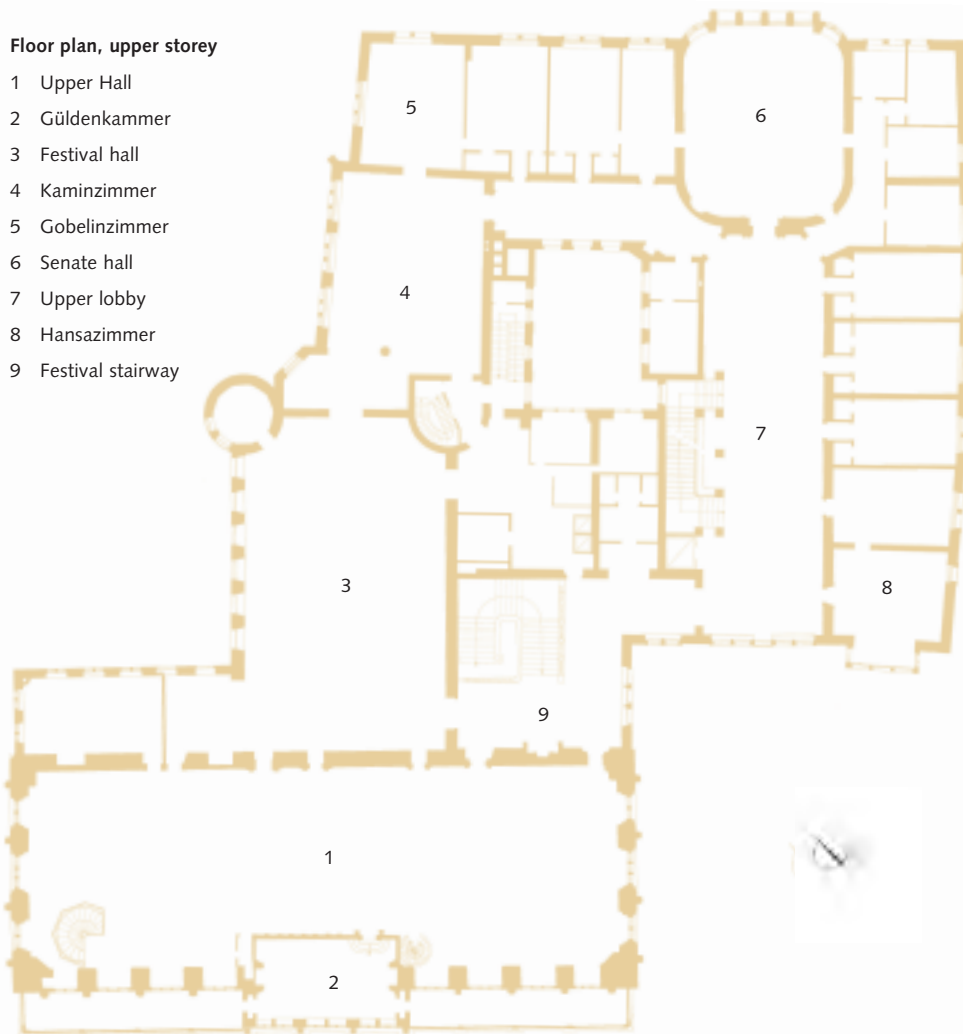 Floor plan, upper storey
1 Upper Hall
2 Güldenkammer
3 Festival hall
4 Kaminzimmer
5 Gobelinzimmer
6 Senate hall
7 Upper lobby
8 Hansazimmer
9 Festival stairway
5
6
4
7
3
8
9
1
2